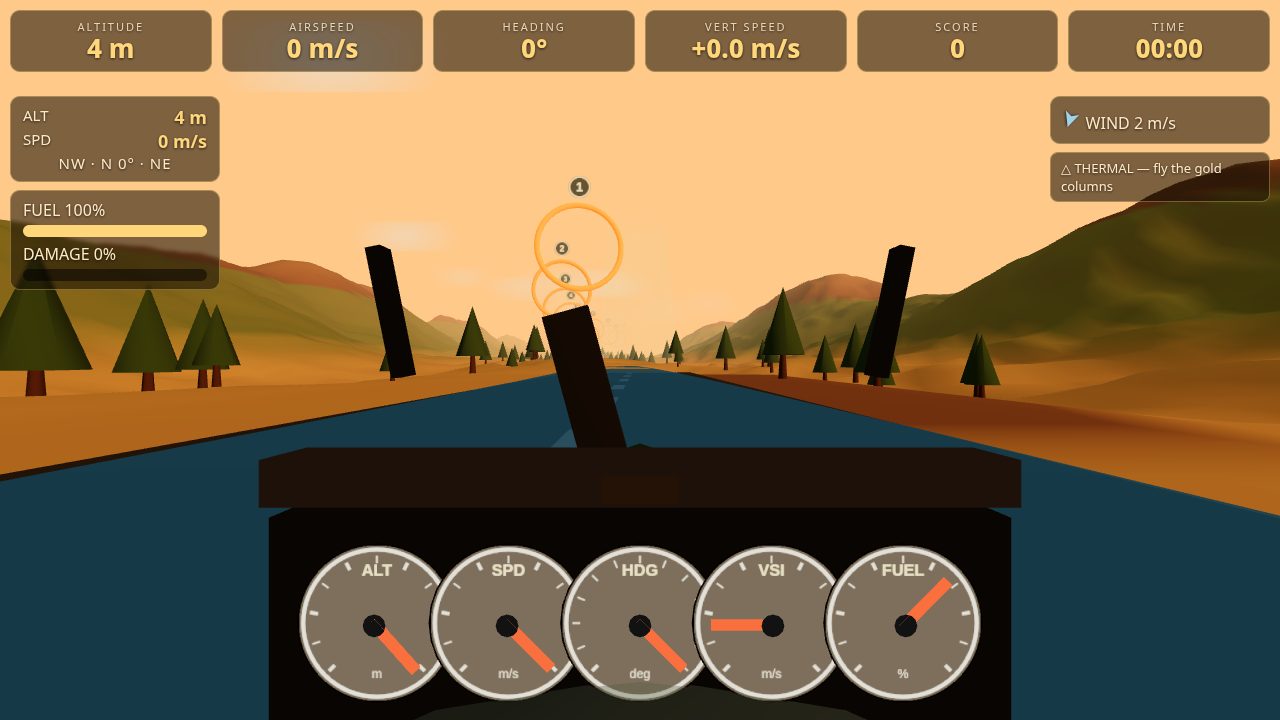 ALTITUDE
4 m
AIRSPEED
0 m/s
HEADING
0°
VERT SPEED
+0.0 m/s
SCORE
0
TIME
00:00
ALT 4 m
SPD 0 m/s
NW · N 0° · NE
FUEL 100%
DAMAGE 0%
WIND 2 m/s
△ THERMAL — fly the gold
columns
1
2
3
4
ALT
m
SPD
m/s
HDG
deg
VSI
m/s
FUEL
%